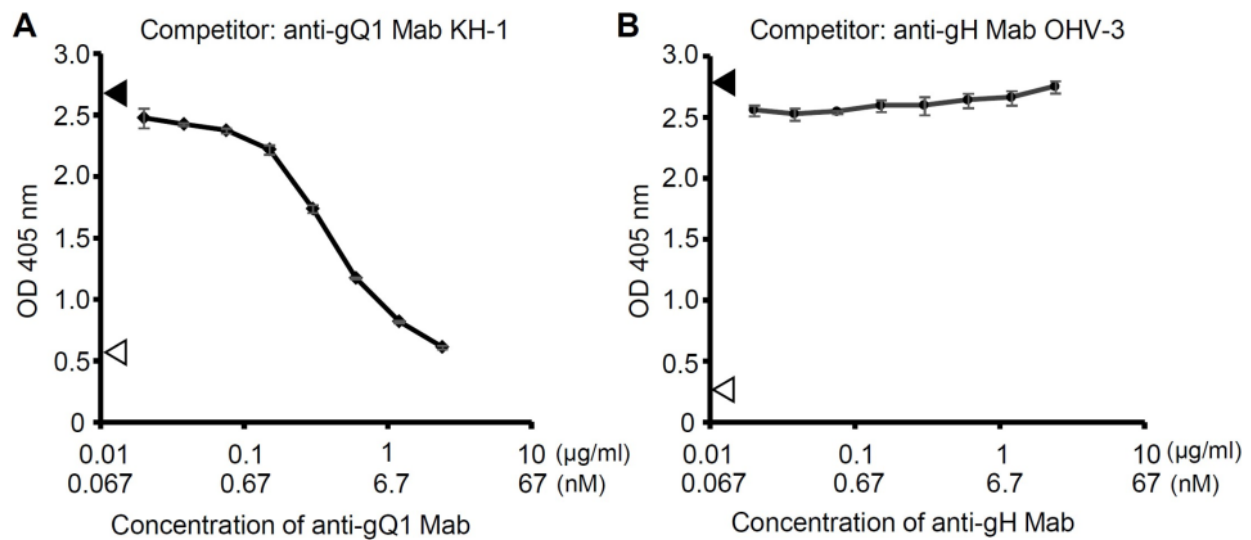 A Competitor: anti-gQ1 Mab KH-1
3.0
2.5
2.0
1.5
1.0
0.5
0
OD 405 nm
0.01 0.1 1 10 (µg/ml)
0.067 0.67 6.7 67 (nM)
Concentration of anti-gQ1 Mab
B Competitor: anti-gH Mab OHV-3
3.0
2.5
2.0
1.5
1.0
0.5
0
OD 405 nm
0.01 0.1 1 10 (µg/ml)
0.067 0.67 6.7 67 (nM)
Concentration of anti-gH Mab